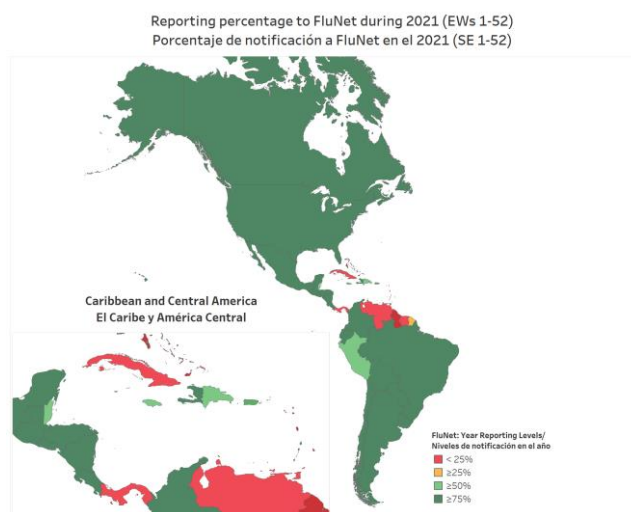 Reporting percentage to FluNet during 2021 (EWs 1-52)
Porcentaje de notificación a FluNet en el 2021 (SE 1-52)
Caribbean and Central America
El Caribe y América Central
FluNet: Year Reporting Levels/
Niveles de notificación en el año
< 25%
≥25%
≥50%
≥75%